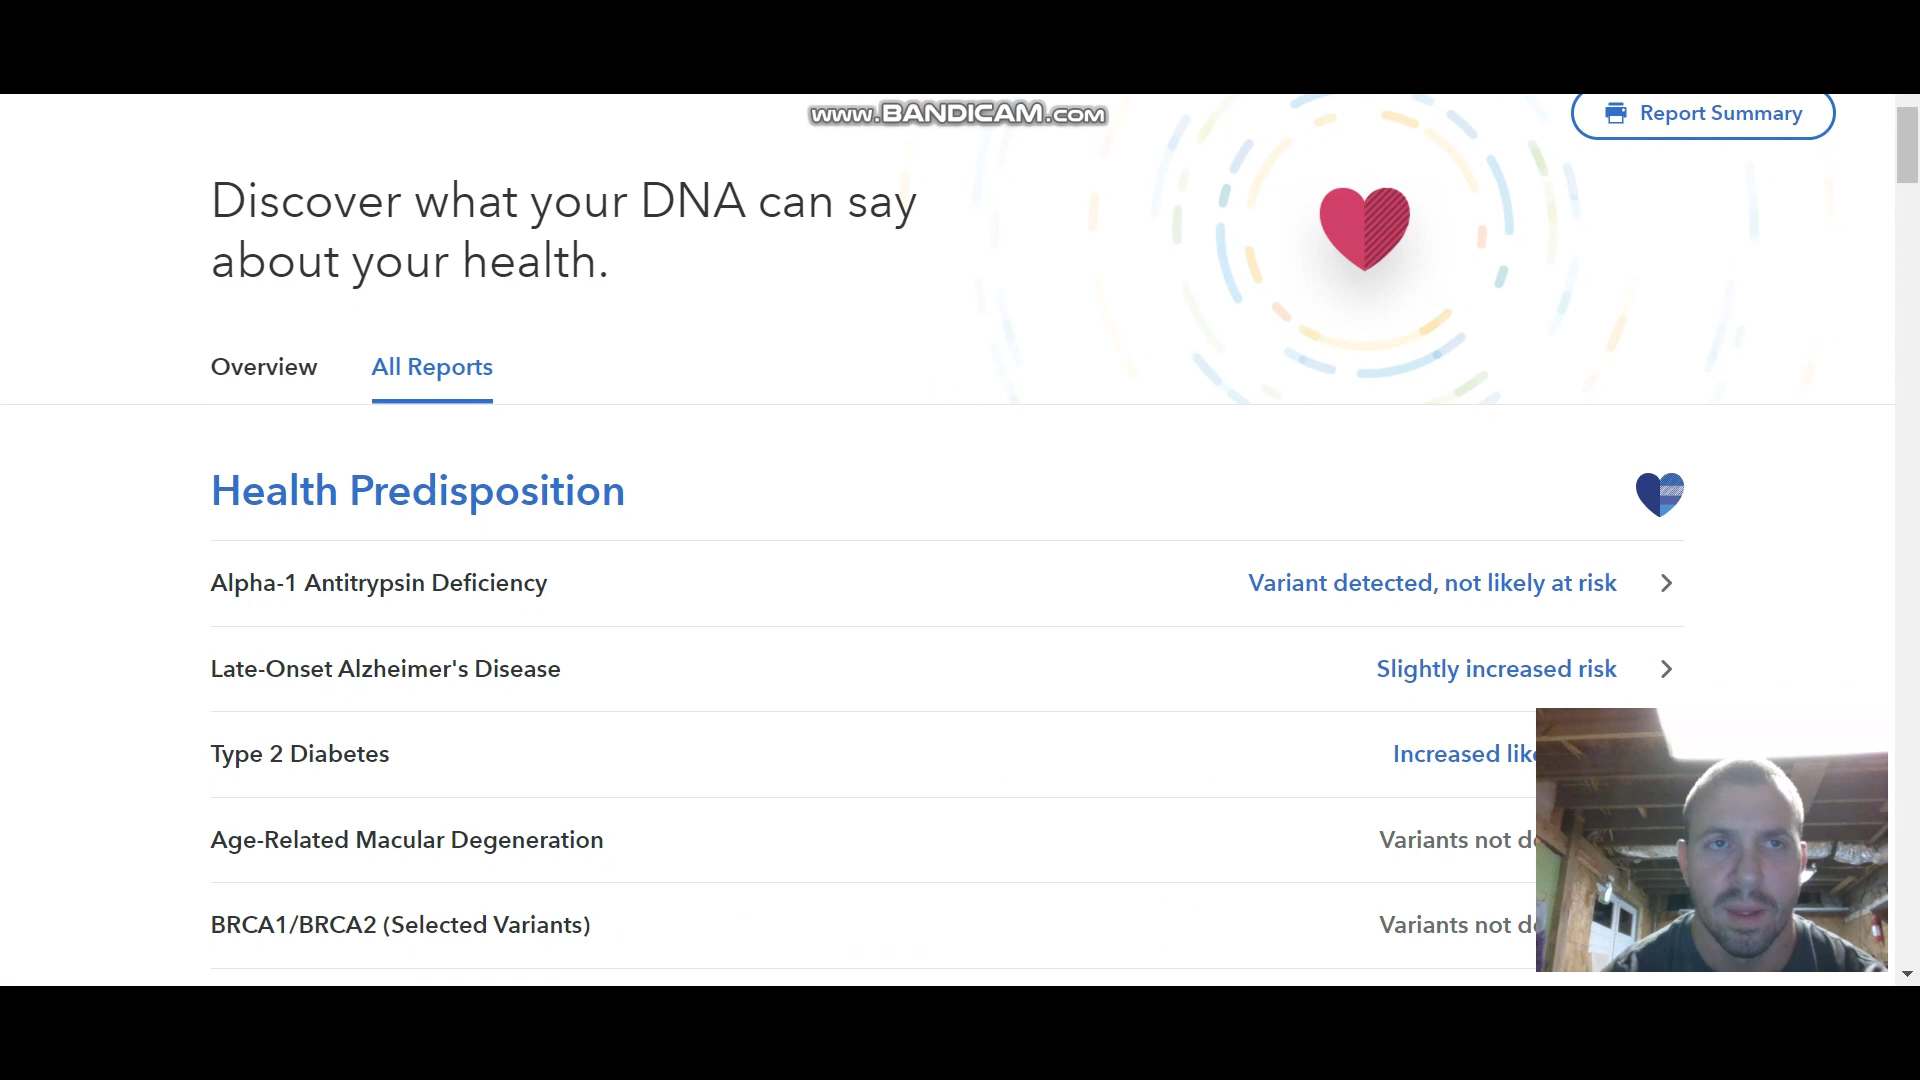 www.BANDICAM.com
Report Summary
Discover what your DNA can say
about your health.
Overview All Reports
Health Predisposition
Alpha-1 Antitrypsin Deficiency Variant detected, not likely at risk
Late-Onset Alzheimer's Disease Slightly increased risk
Type 2 Diabetes Increased
Age-Related Macular Degeneration Variants not
BRCA1/BRCA2 (Selected Variants) Variants not